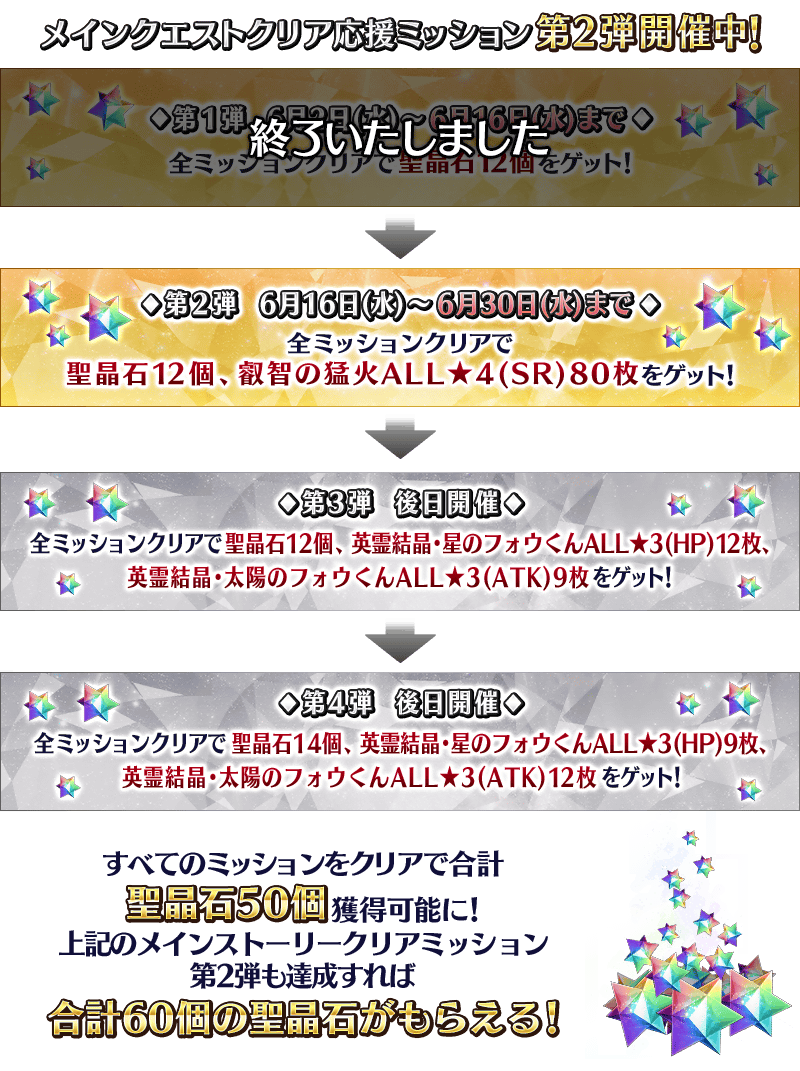 メインクエストクリア応援ミッション第2弾開催中!
◇第1弾 6月2日(水)～6月16日(水)まで◇
終了いたしました
全ミッションクリアで聖晶石12個をゲット!
◇第2弾 6月16日(水)～6月30日(水)まで◇
全ミッションクリアで
聖晶石12個、叡智の猛火ALL★4(SR)80枚をゲット!
◇第3弾 後日開催◇
全ミッションクリアで聖晶石12個、英霊結晶・星のフォウくんALL★3(HP)12枚、
英霊結晶・太陽のフォウくんALL★3(ATK)9枚をゲット!
◇第4弾 後日開催◇
全ミッションクリアで聖晶石14個、英霊結晶・星のフォウくんALL★3(HP)9枚、
英霊結晶・太陽のフォウくんALL★3(ATK)12枚をゲット!
すべてのミッションをクリアで合計
聖晶石50個獲得可能に!
上記のメインストーリークリアミッション
第2弾も達成すれば
合計60個の聖晶石がもらえる!